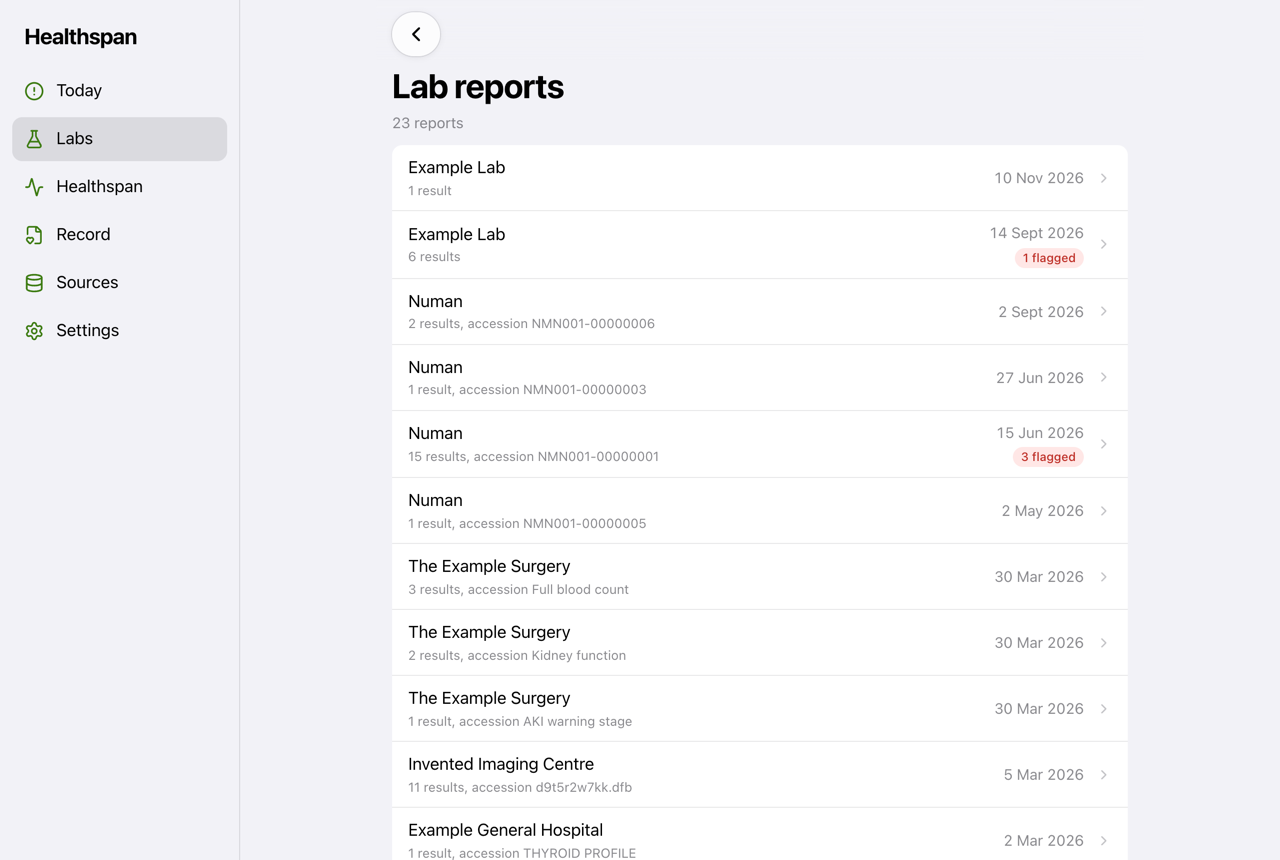 Healthspan
Today
Labs
Healthspan
Record
Sources
Settings
Lab reports
23 reports
Example Lab
1 result
10 Nov 2026
Example Lab
6 results
14 Sept 2026
1 flagged
Numan
2 results, accession NMN001-00000006
2 Sept 2026
Numan
1 result, accession NMN001-00000003
27 Jun 2026
Numan
15 results, accession NMN001-00000001
15 Jun 2026
3 flagged
Numan
1 result, accession NMN001-00000005
2 May 2026
The Example Surgery
3 results, accession Full blood count
30 Mar 2026
The Example Surgery
2 results, accession Kidney function
30 Mar 2026
The Example Surgery
1 result, accession AKI warning stage
30 Mar 2026
Invented Imaging Centre
11 results, accession d9t5r2w7kk.dfb
5 Mar 2026
Example General Hospital
1 result, accession THYROID PROFILE
2 Mar 2026